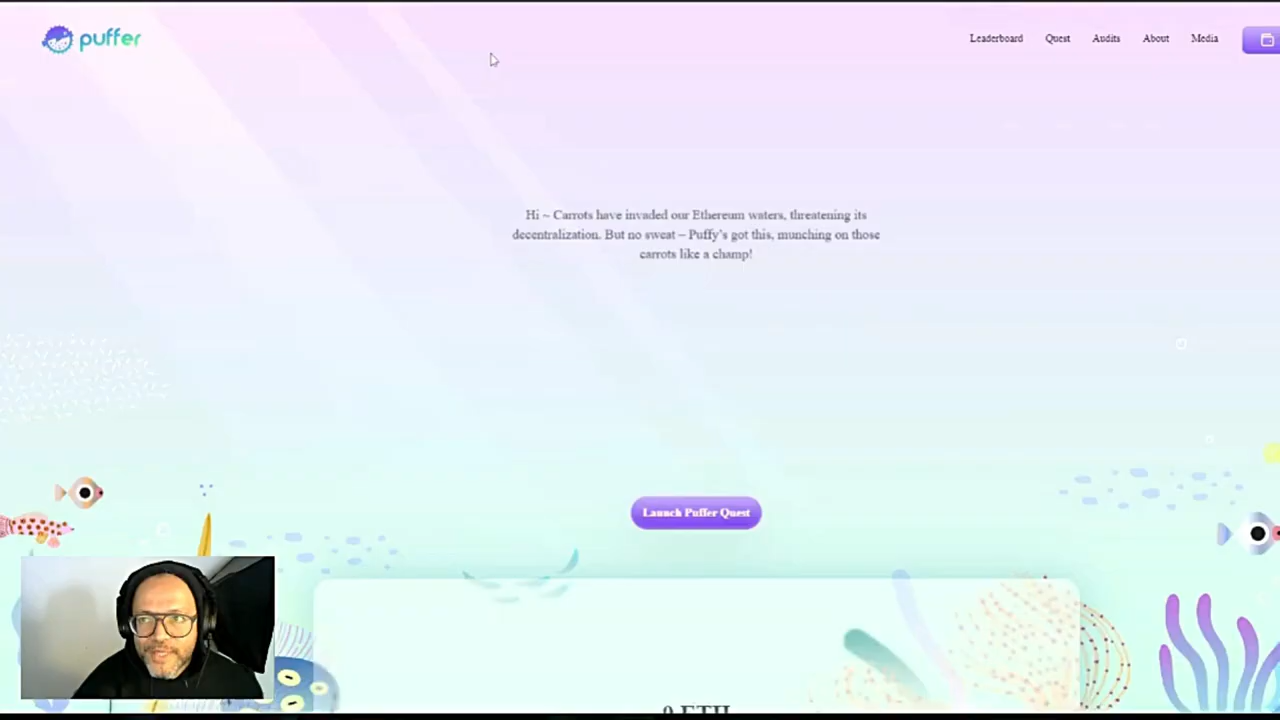 puffer
Leaderboard Quest Audits About Media
Hi ~ Carrots have invaded our Ethereum waters, threatening its
decentralization. But no sweat – Puffy's got this, munching on those
carrots like a champ!
Launch Puffer Quest